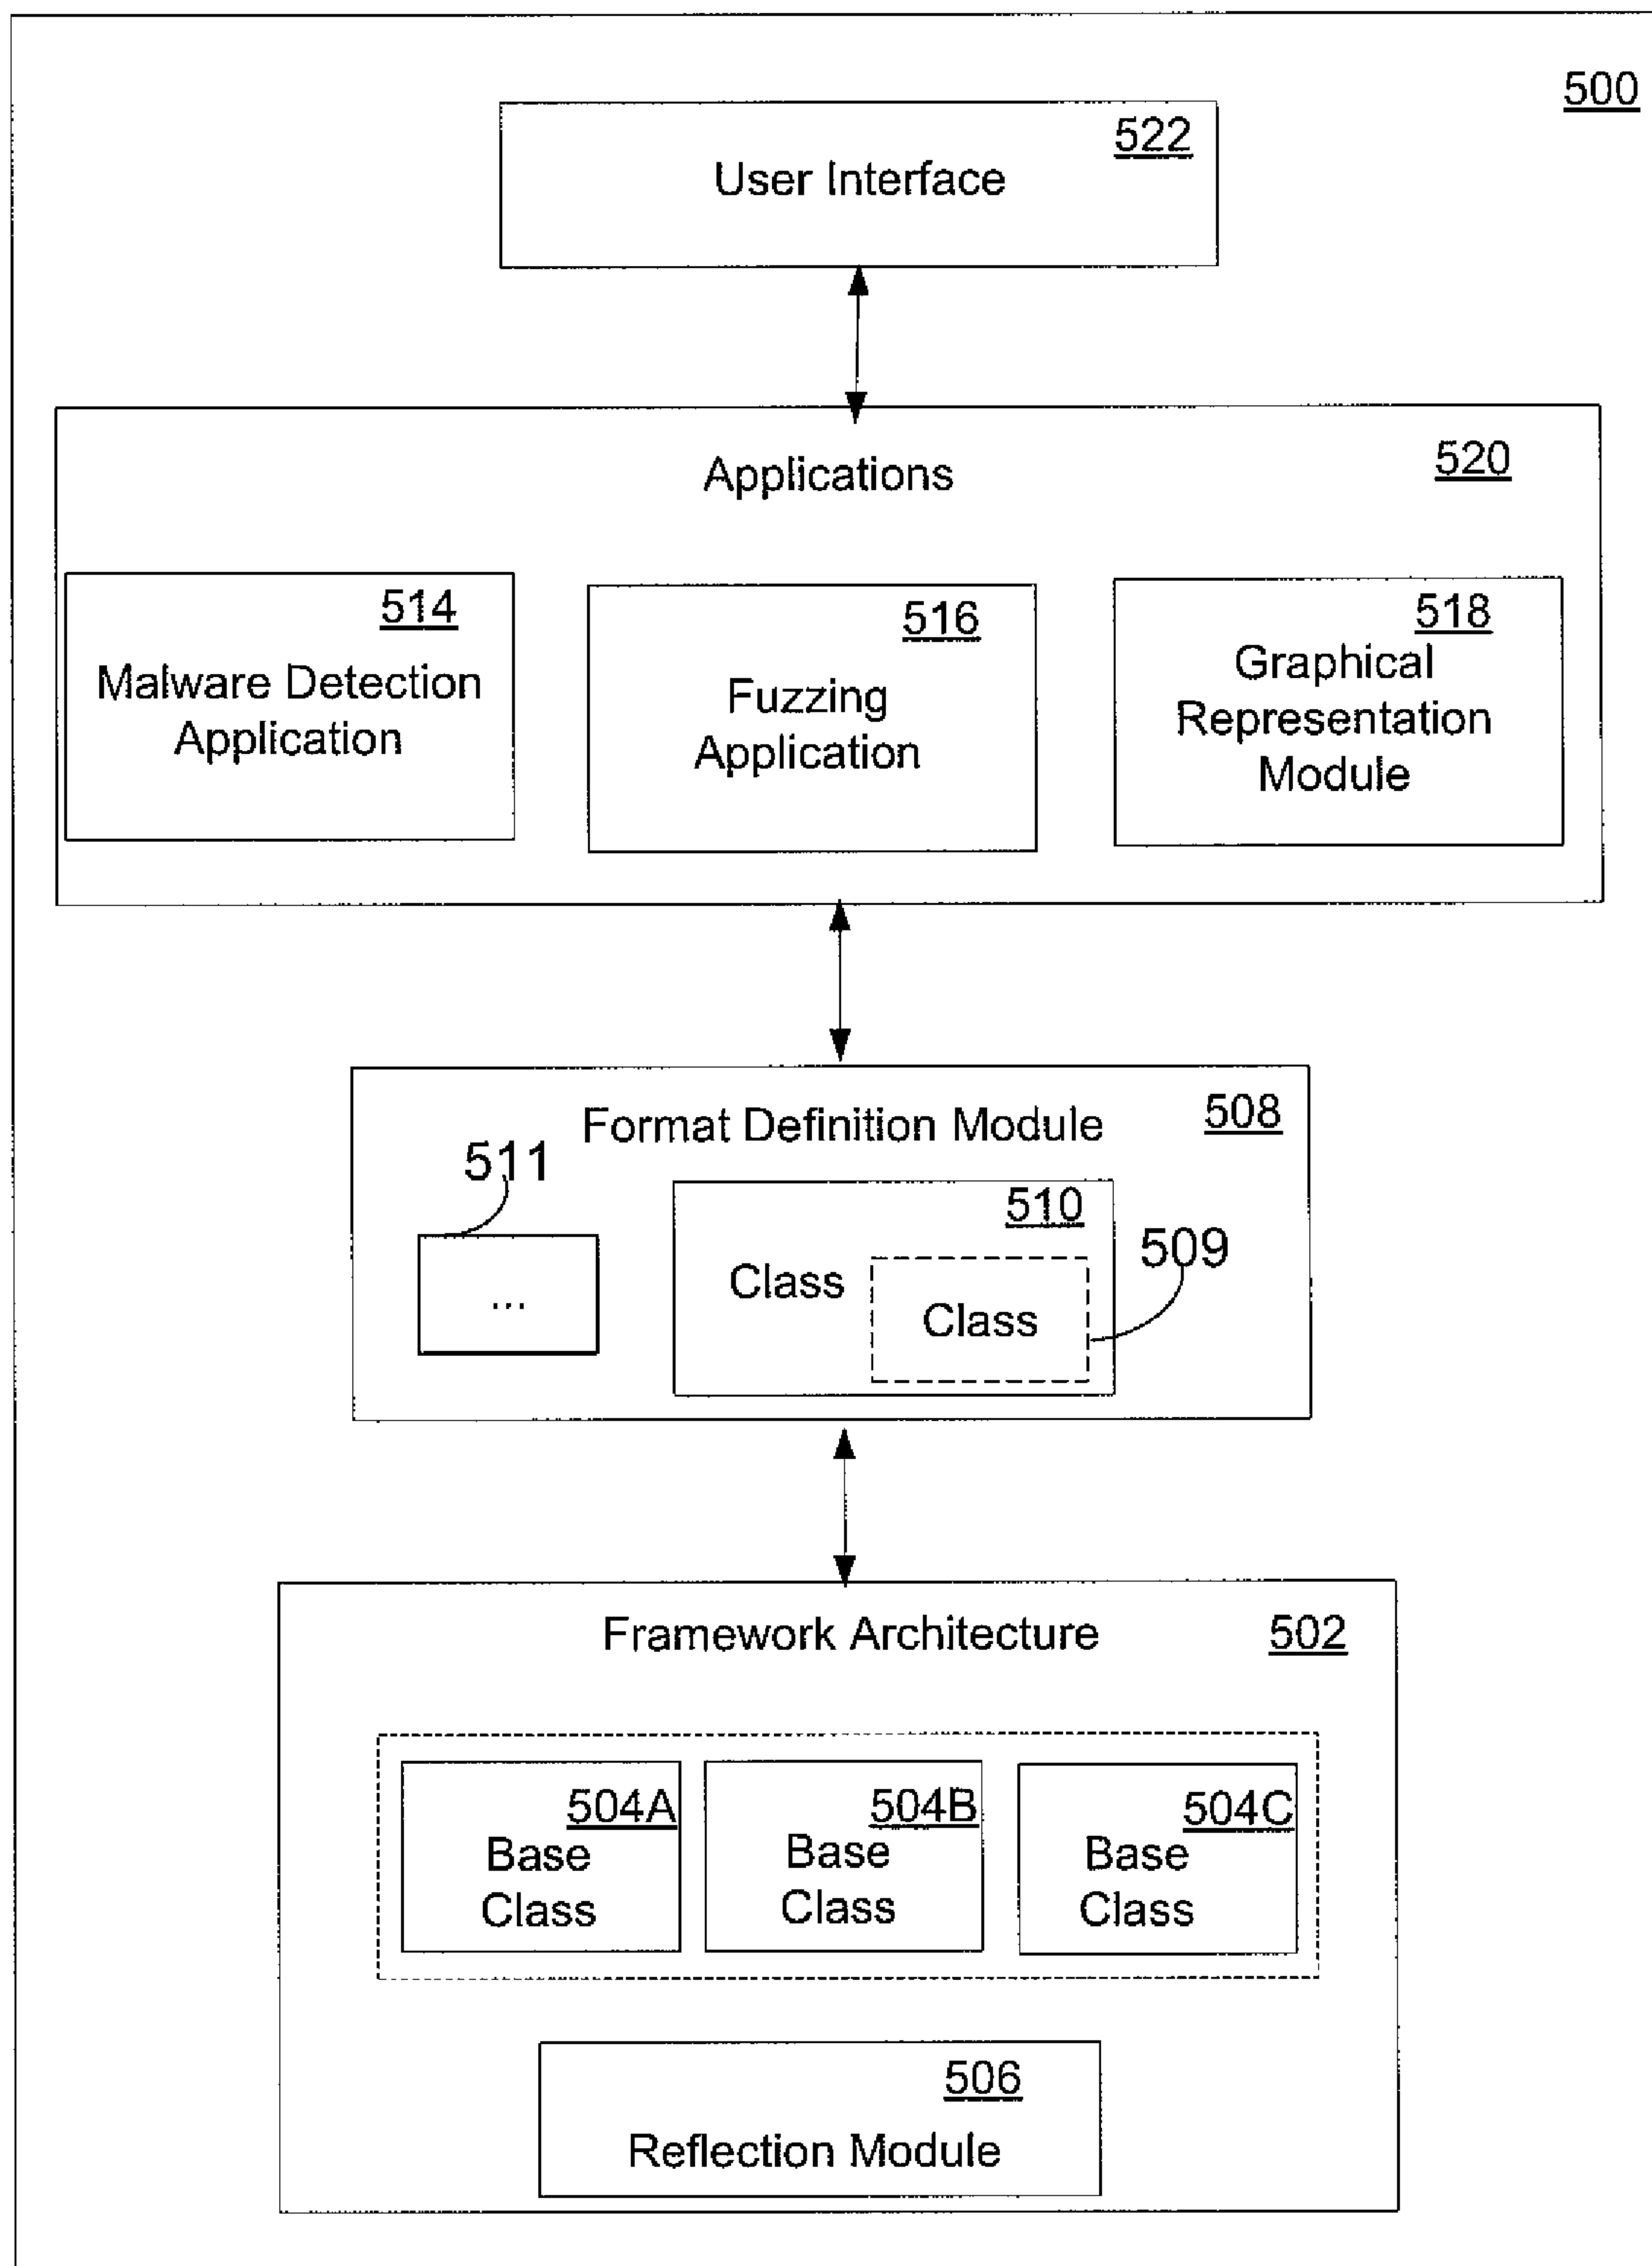 500
522
User Interface
520
Applications
514
Malware Detection
Application
516
Fuzzing
Application
518
Graphical
Representation
Module
508
Format Definition Module
511
...
510
Class
509
Class
Framework Architecture
502
504A
Base
Class
504B
Base
Class
504C
Base
Class
506
Reflection Module